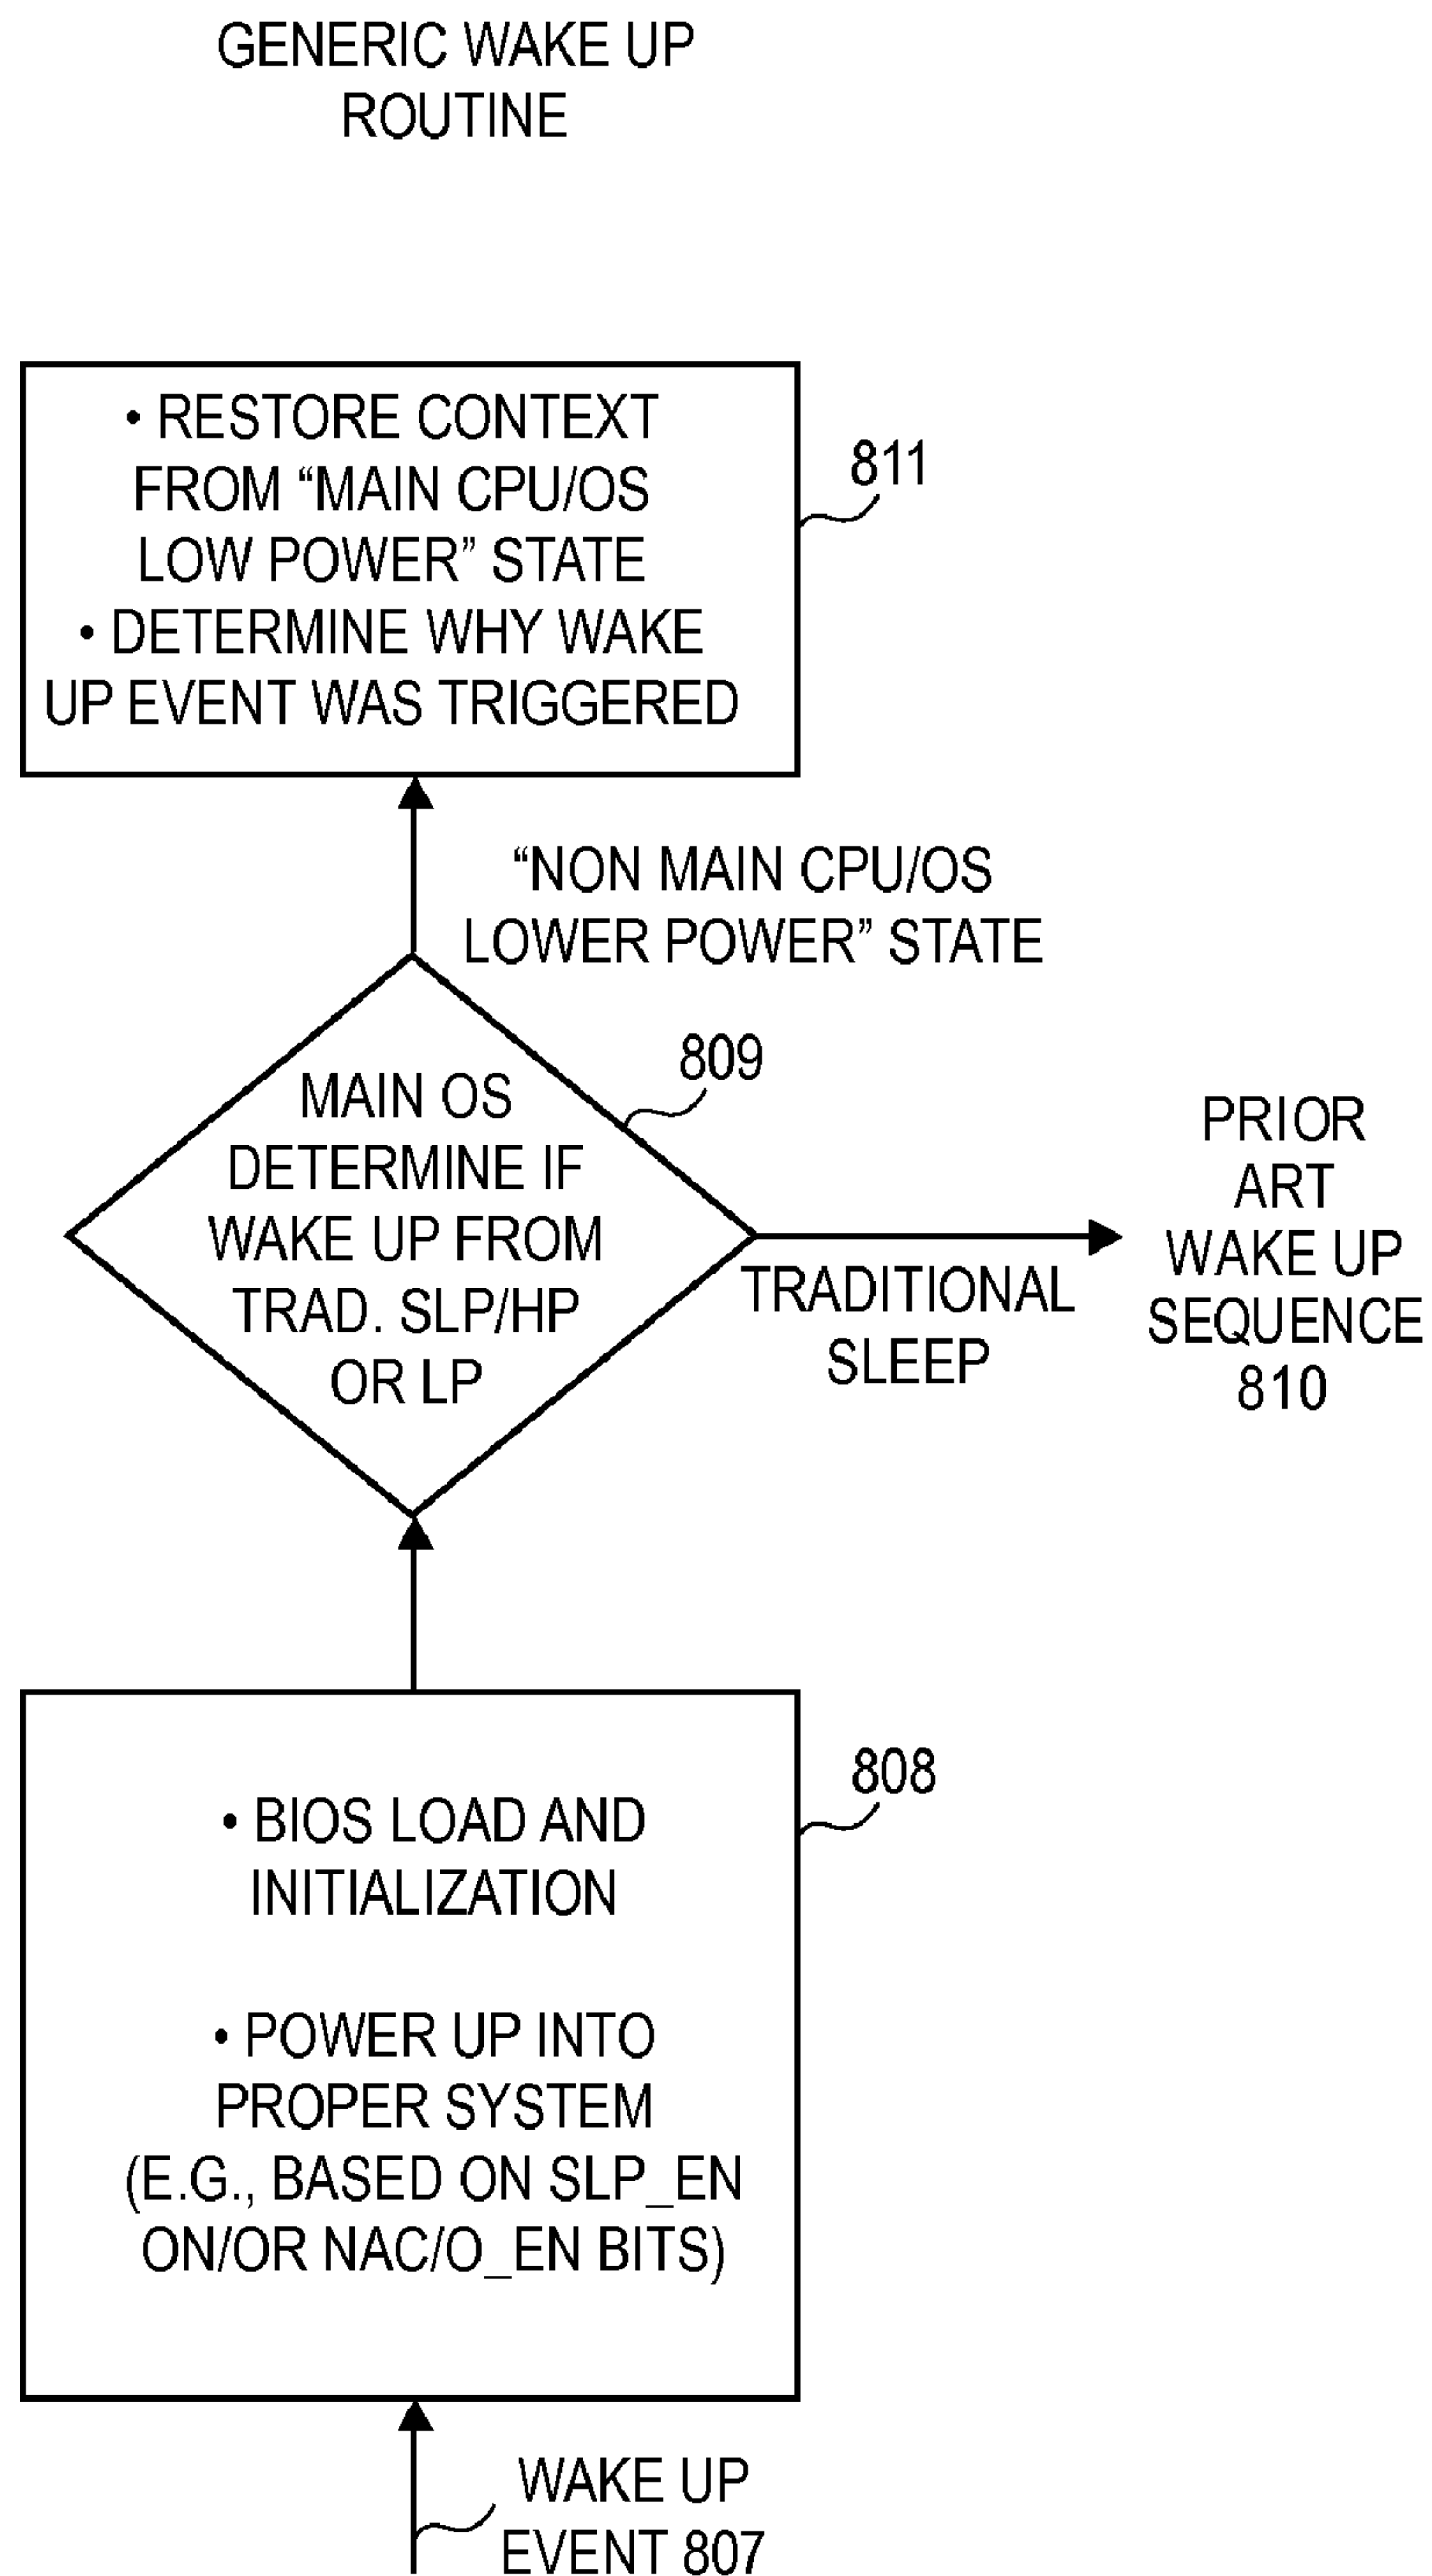 GENERIC WAKE UP
ROUTINE
• RESTORE CONTEXT
FROM “MAIN CPU/OS
LOW POWER” STATE
• DETERMINE WHY WAKE
UP EVENT WAS TRIGGERED
811
“NON MAIN CPU/OS
LOWER POWER” STATE
809
MAIN OS
DETERMINE IF
WAKE UP FROM
TRAD. SLP/HP
OR LP
TRADITIONAL
SLEEP
PRIOR
ART
WAKE UP
SEQUENCE
810
808
• BIOS LOAD AND
INITIALIZATION
• POWER UP INTO
PROPER SYSTEM
(E.G., BASED ON SLP_EN
ON/OR NAC/O_EN BITS)
WAKE UP
EVENT 807